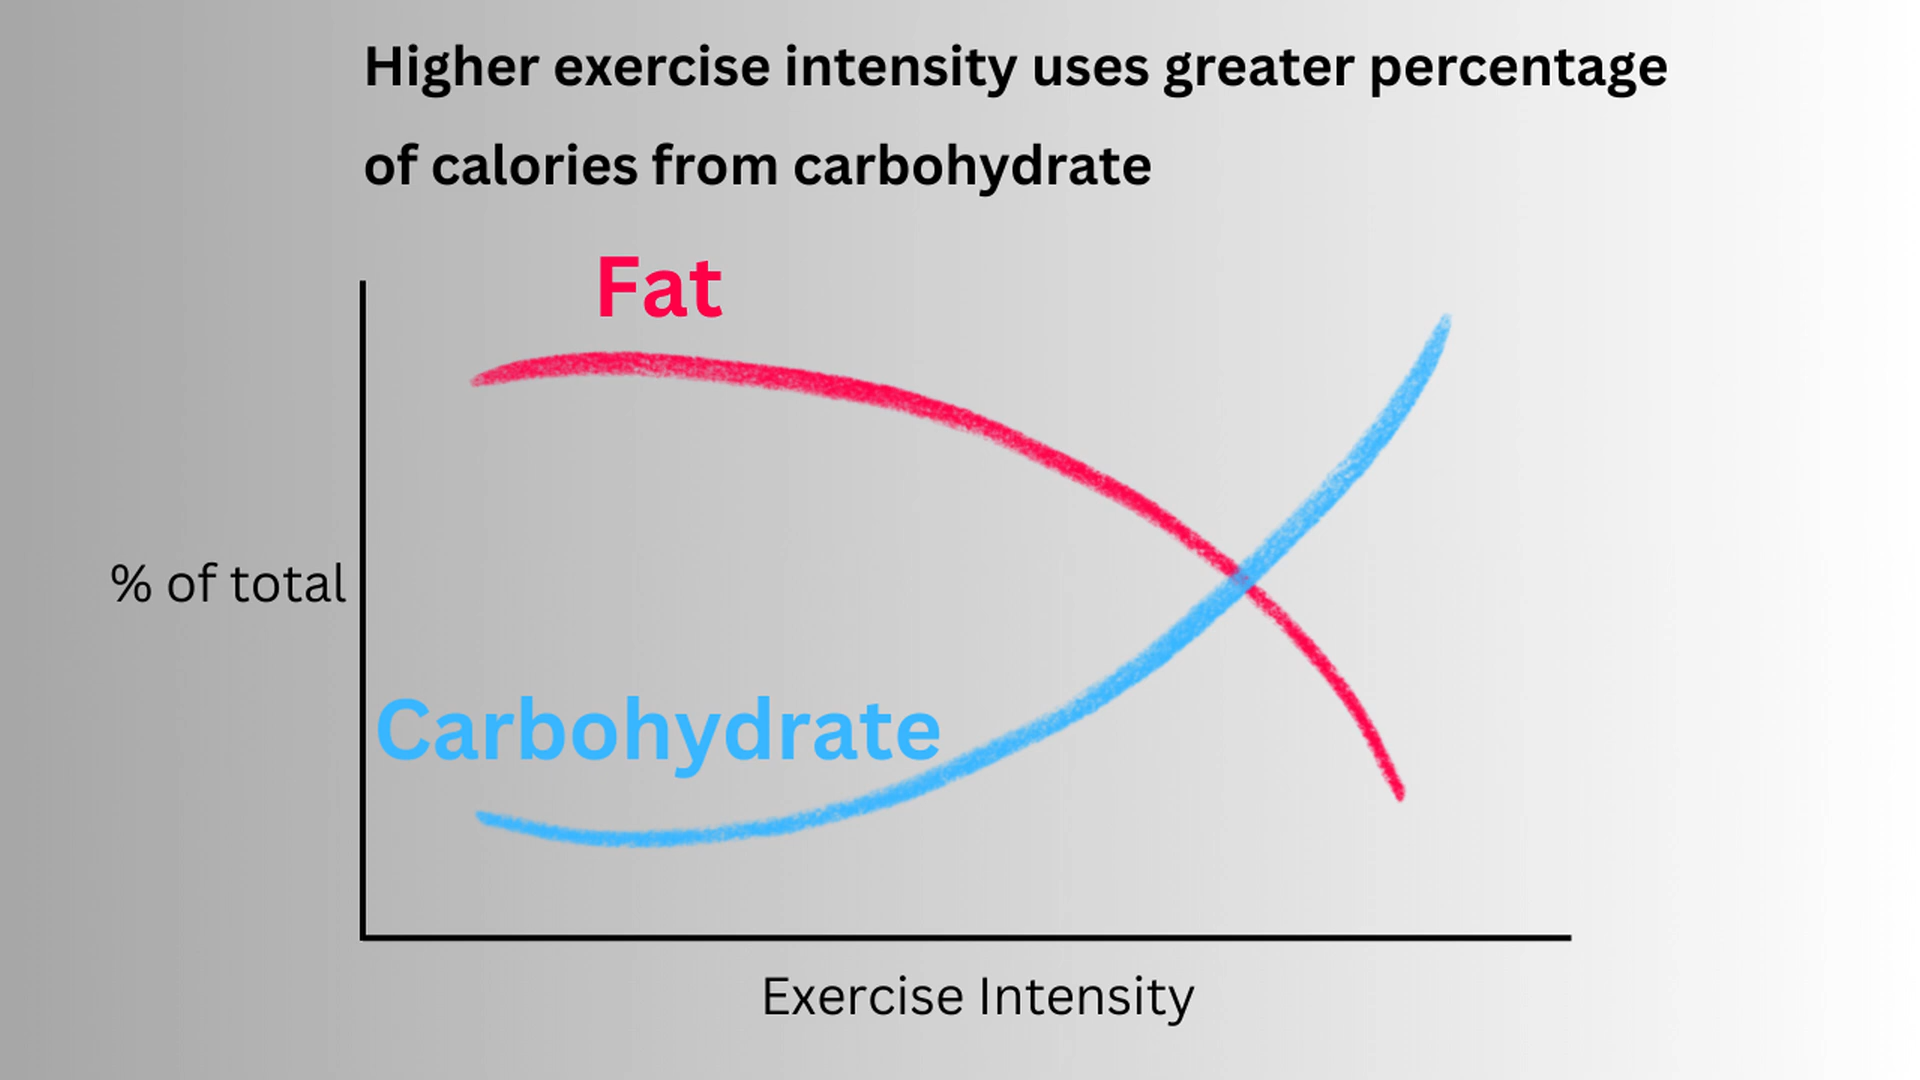 Higher exercise intensity uses greater percentage
of calories from carbohydrate
Fat
% of total
Carbohydrate
Exercise Intensity